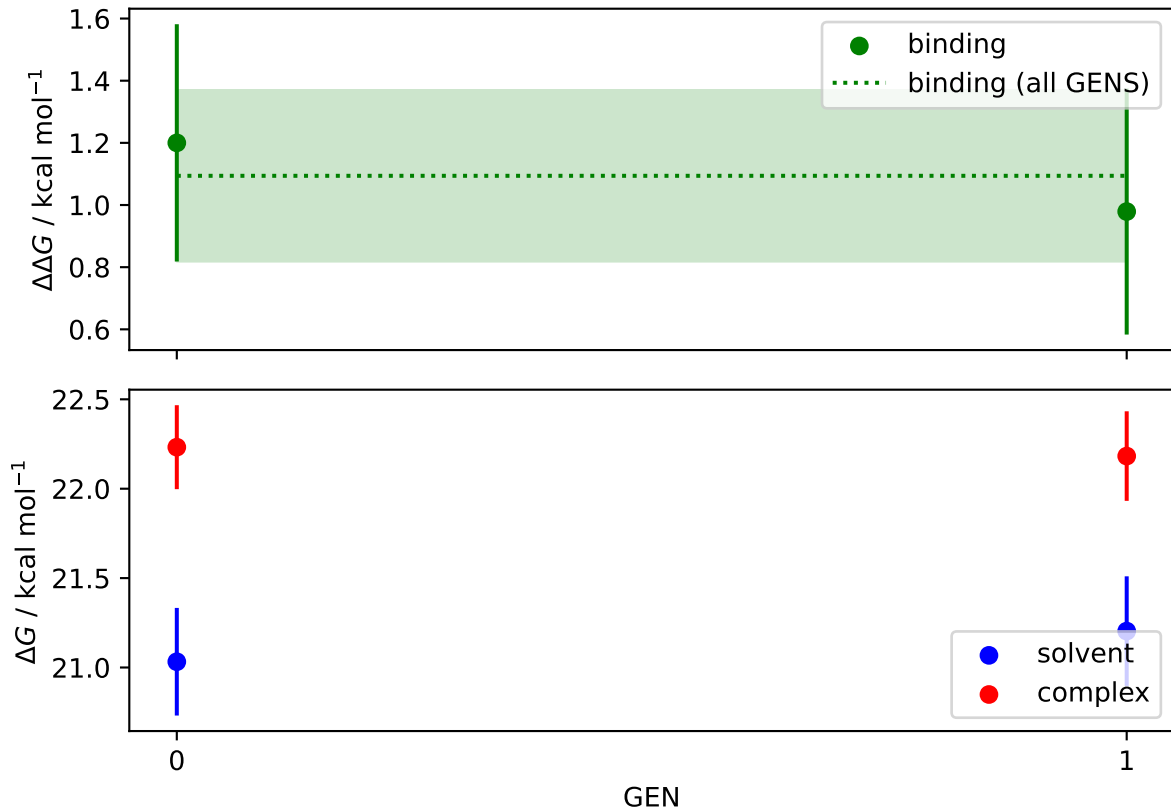 1.6
1.4
1.2
1.0
0.8
0.6
ΔΔG / kcal mol⁻¹
binding
binding (all GENS)
22.5
22.0
21.5
21.0
ΔG / kcal mol⁻¹
solvent
complex
0
1
GEN